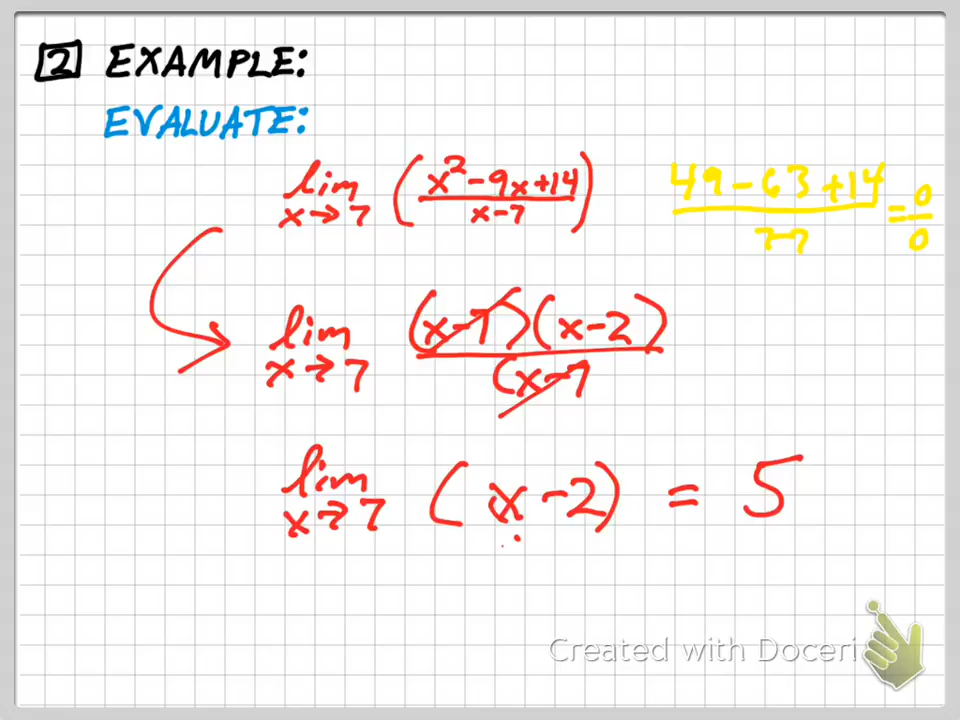 2 EXAMPLE:
EVALUATE:
lim x→7 (x² - 9x + 14 / x - 7)
49 - 63 + 14 / 7-7 = 0/0
lim x→7 (x-7)(x-2) / (x-7
lim x→7 (x-2) = 5
Created with Doceri